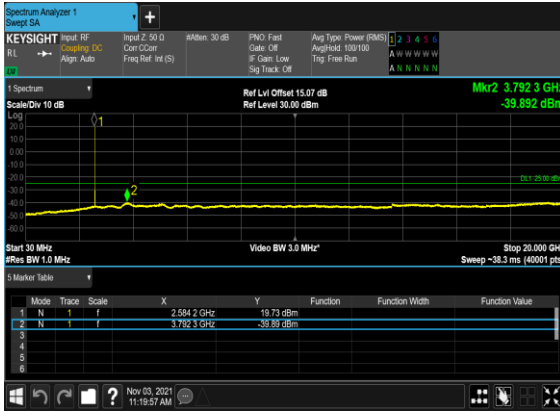 Spectrum Analyzer 1
Swept SA
+
KEYSIGHT Input: RF Input Z: 50 Ω #Atten: 30 dB PNO: Fast Avg Type: Power (RMS) 1 2 3 4 5 6
RL Coupling: DC Corr CCorr Gate: Off Avg|Hold: 100/100 A W W W W W
Align: Auto Freq Ref: Int (S) IF Gain: Low Trig: Free Run
Sig Track: Off A N N N N N
1 Spectrum Ref Lvl Offset 15.07 dB Mkr2 3.792 3 GHz
Scale/Div 10 dB Ref Level 30.00 dBm -39.892 dBm
Log
1
20.0
10.0
0.00
-10.0
-20.0 DL1 -25.00 dBm
-30.0
2
-40.0
-50.0
-60.0
Start 30 MHz Video BW 3.0 MHz* Stop 20.000 GHz
#Res BW 1.0 MHz Sweep ~38.3 ms (40001 pts)
5 Marker Table
Mode Trace Scale X Y Function Function Width Function Value
1 N 1 f 2.584 2 GHz 19.73 dBm
2 N 1 f 3.792 3 GHz -39.89 dBm
3
4
5
6
? Nov 03, 2021
11:19:57 AM